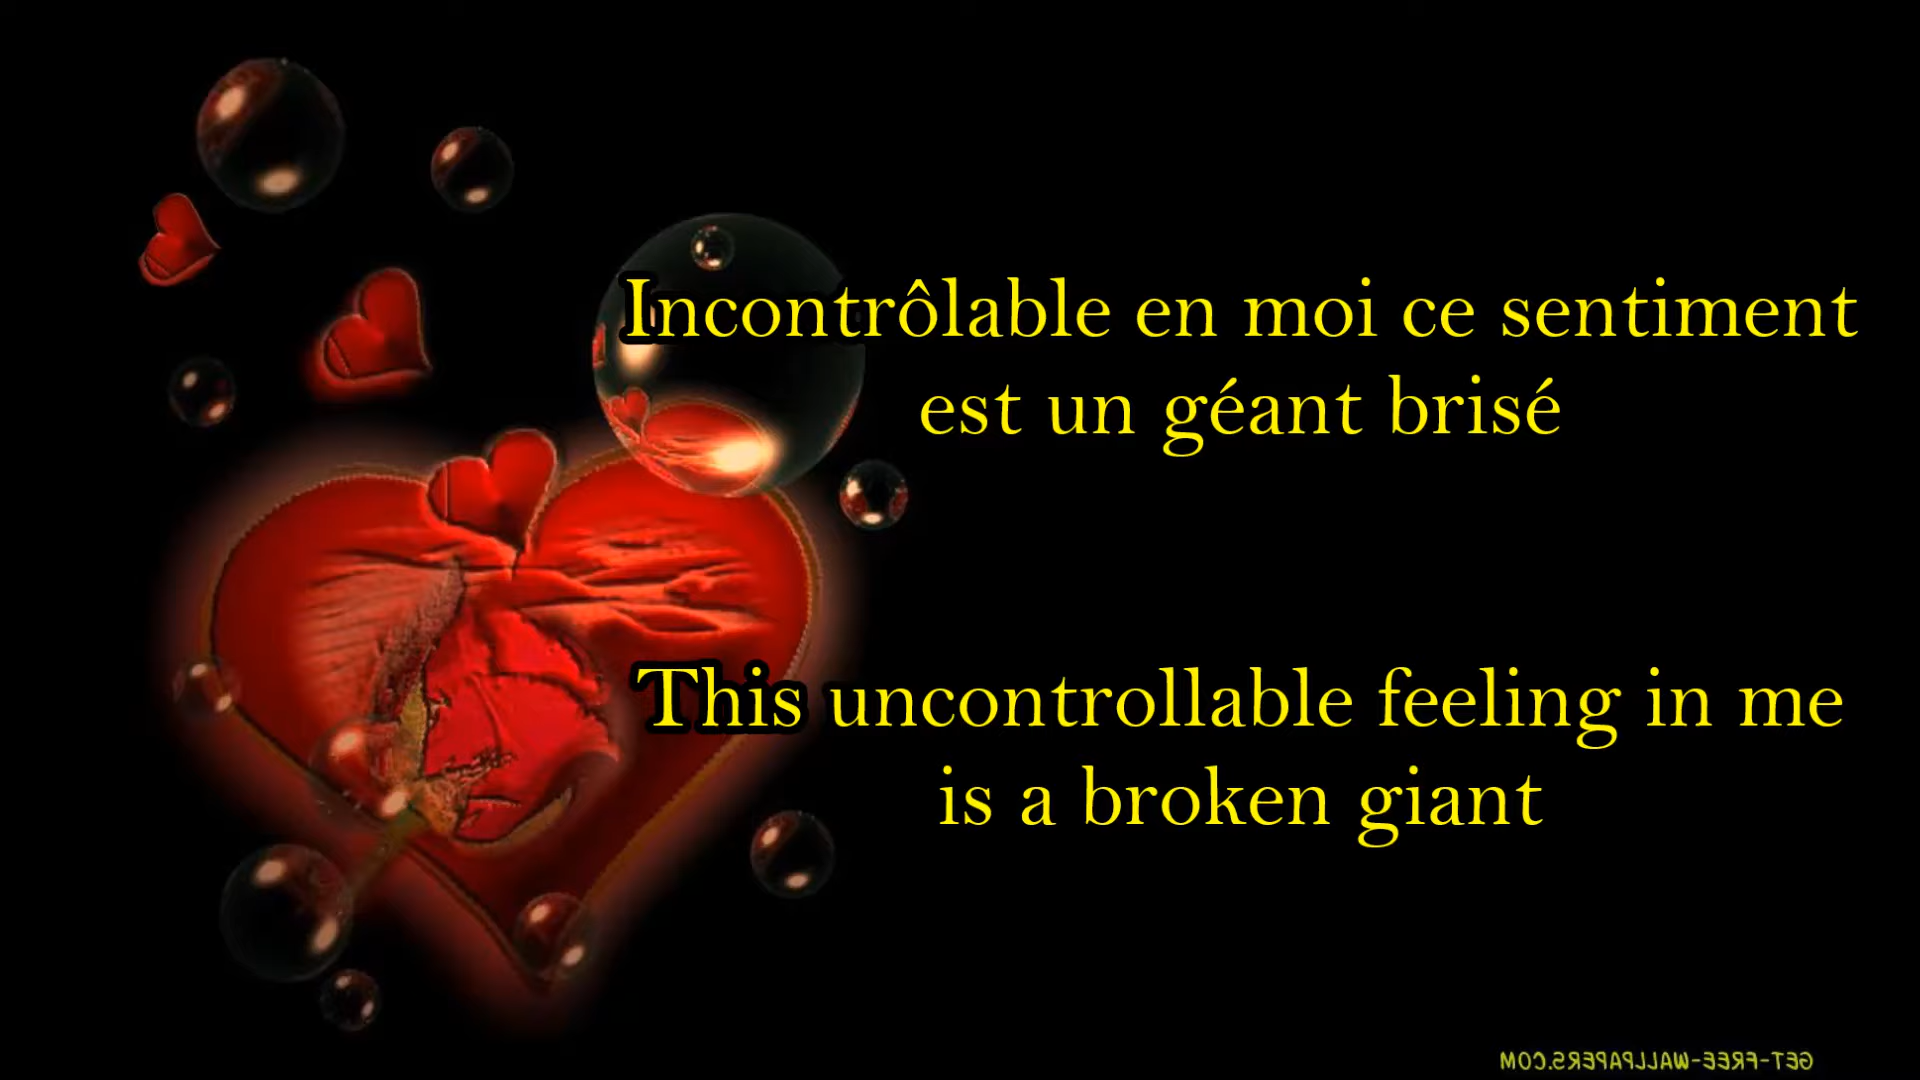 Incontrôlable en moi ce sentiment
est un géant brisé
This uncontrollable feeling in me
is a broken giant
GET-FREE-WALLPAPERS.COM